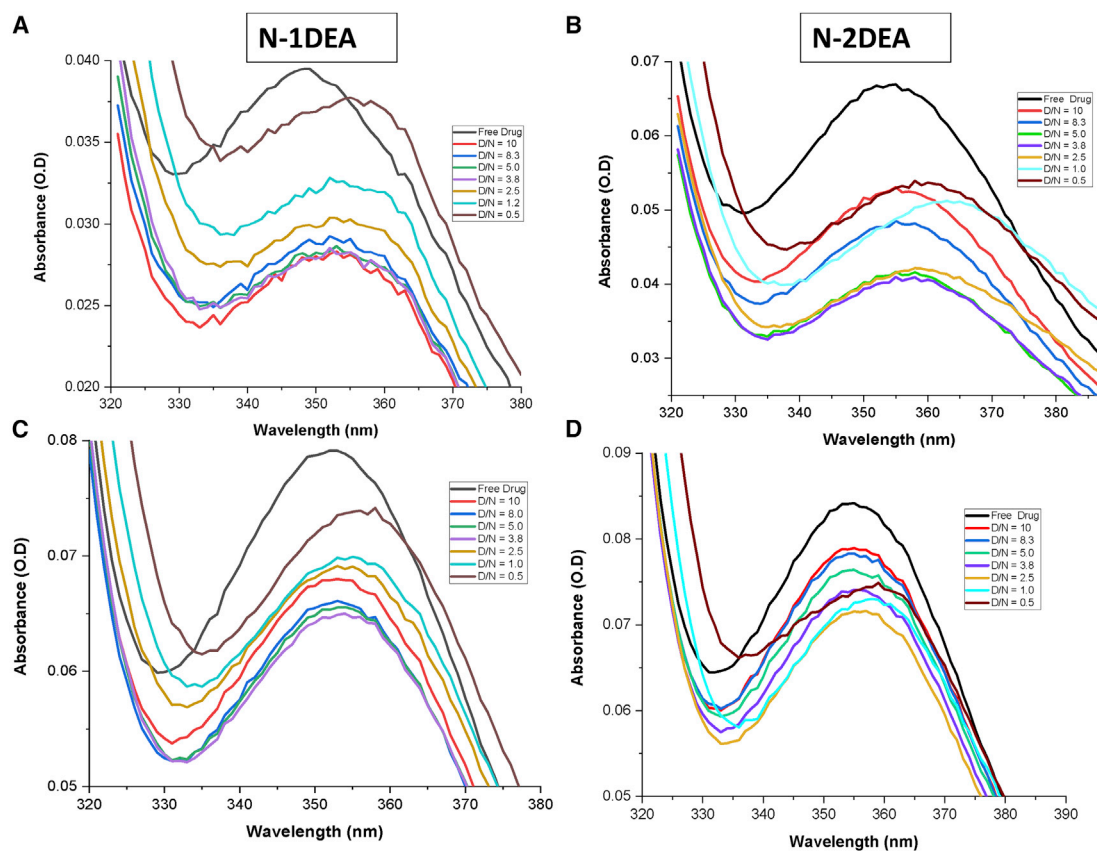 A
N-1DEA
0.040
0.035
0.030
0.025
0.020
Absorbance (O.D)
320 330 340 350 360 370 380
Wavelength (nm)
Free Drug
D/N = 10
D/N = 8.3
D/N = 5.0
D/N = 3.8
D/N = 2.5
D/N = 1.2
D/N = 0.5
B
N-2DEA
0.07
0.06
0.05
0.04
0.03
Absorbance (O.D)
320 330 340 350 360 370 380
Wavelength (nm)
Free Drug
D/N = 10
D/N = 8.3
D/N = 5.0
D/N = 3.8
D/N = 2.5
D/N = 1.0
D/N = 0.5
C
0.08
0.07
0.06
0.05
Absorbance (O.D)
320 330 340 350 360 370 380
Wavelength (nm)
Free Drug
D/N = 10
D/N = 8.0
D/N = 5.0
D/N = 3.8
D/N = 2.5
D/N = 1.0
D/N = 0.5
D
0.09
0.08
0.07
0.06
0.05
Absorbance (O.D)
320 330 340 350 360 370 380 390
Wavelength (nm)
Free Drug
D/N = 10
D/N = 8.3
D/N = 5.0
D/N = 3.8
D/N = 2.5
D/N = 1.0
D/N = 0.5